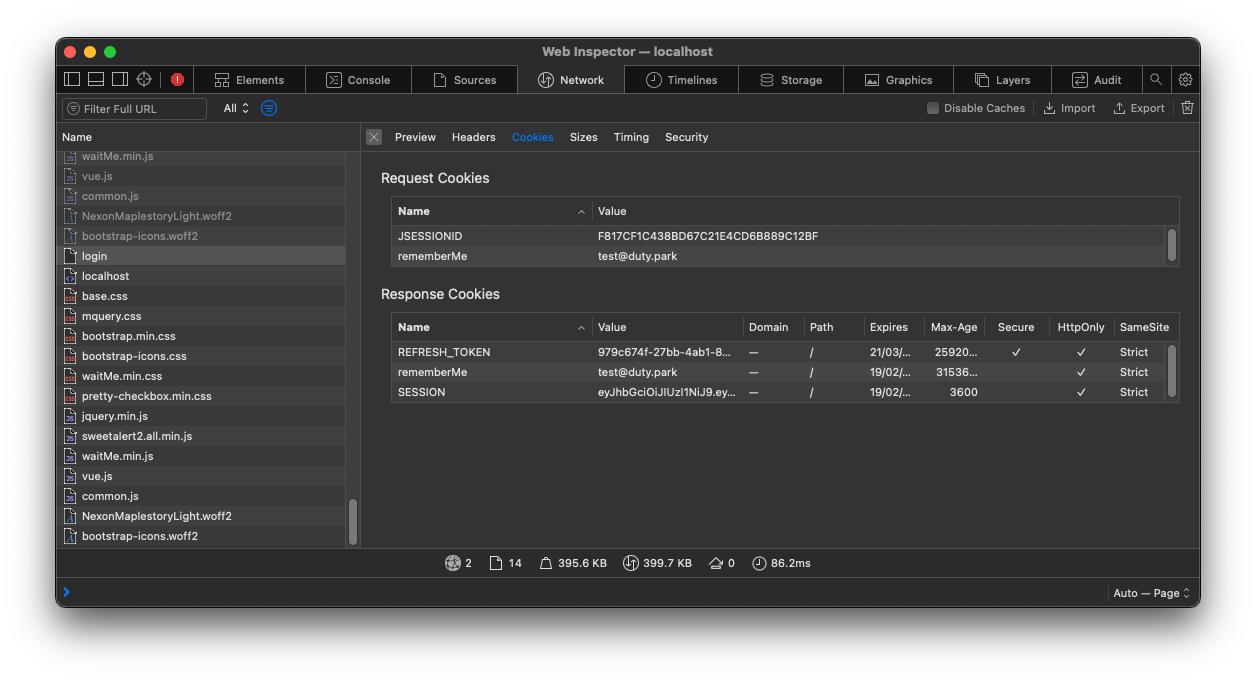 Web Inspector — localhost
Elements Console Sources Network Timelines Storage Graphics Layers Audit
Filter Full URL All Disable Caches Import Export
Name
Preview Headers Cookies Sizes Timing Security
waitMe.min.js
vue.js
common.js
NexonMaplestoryLight.woff2
bootstrap-icons.woff2
login
localhost
base.css
mquery.css
bootstrap.min.css
bootstrap-icons.css
waitMe.min.css
pretty-checkbox.min.css
jquery.min.js
sweetalert2.all.min.js
waitMe.min.js
vue.js
common.js
NexonMaplestoryLight.woff2
bootstrap-icons.woff2
Request Cookies
Name Value
JSESSIONID F817CF1C438BD67C21E4CD6B889C12BF
rememberMe test@duty.park
Response Cookies
Name Value Domain Path Expires Max-Age Secure HttpOnly SameSite
REFRESH_TOKEN 979c674f-27bb-4ab1-8... — / 21/03/... 25920... ✓ ✓ Strict
rememberMe test@duty.park — / 19/02/... 31536... ✓ Strict
SESSION eyJhbGciOiJIUzI1NiJ9.ey... — / 19/02/... 3600 ✓ Strict
2 14 395.6 KB 399.7 KB 0 86.2ms
Auto — Page